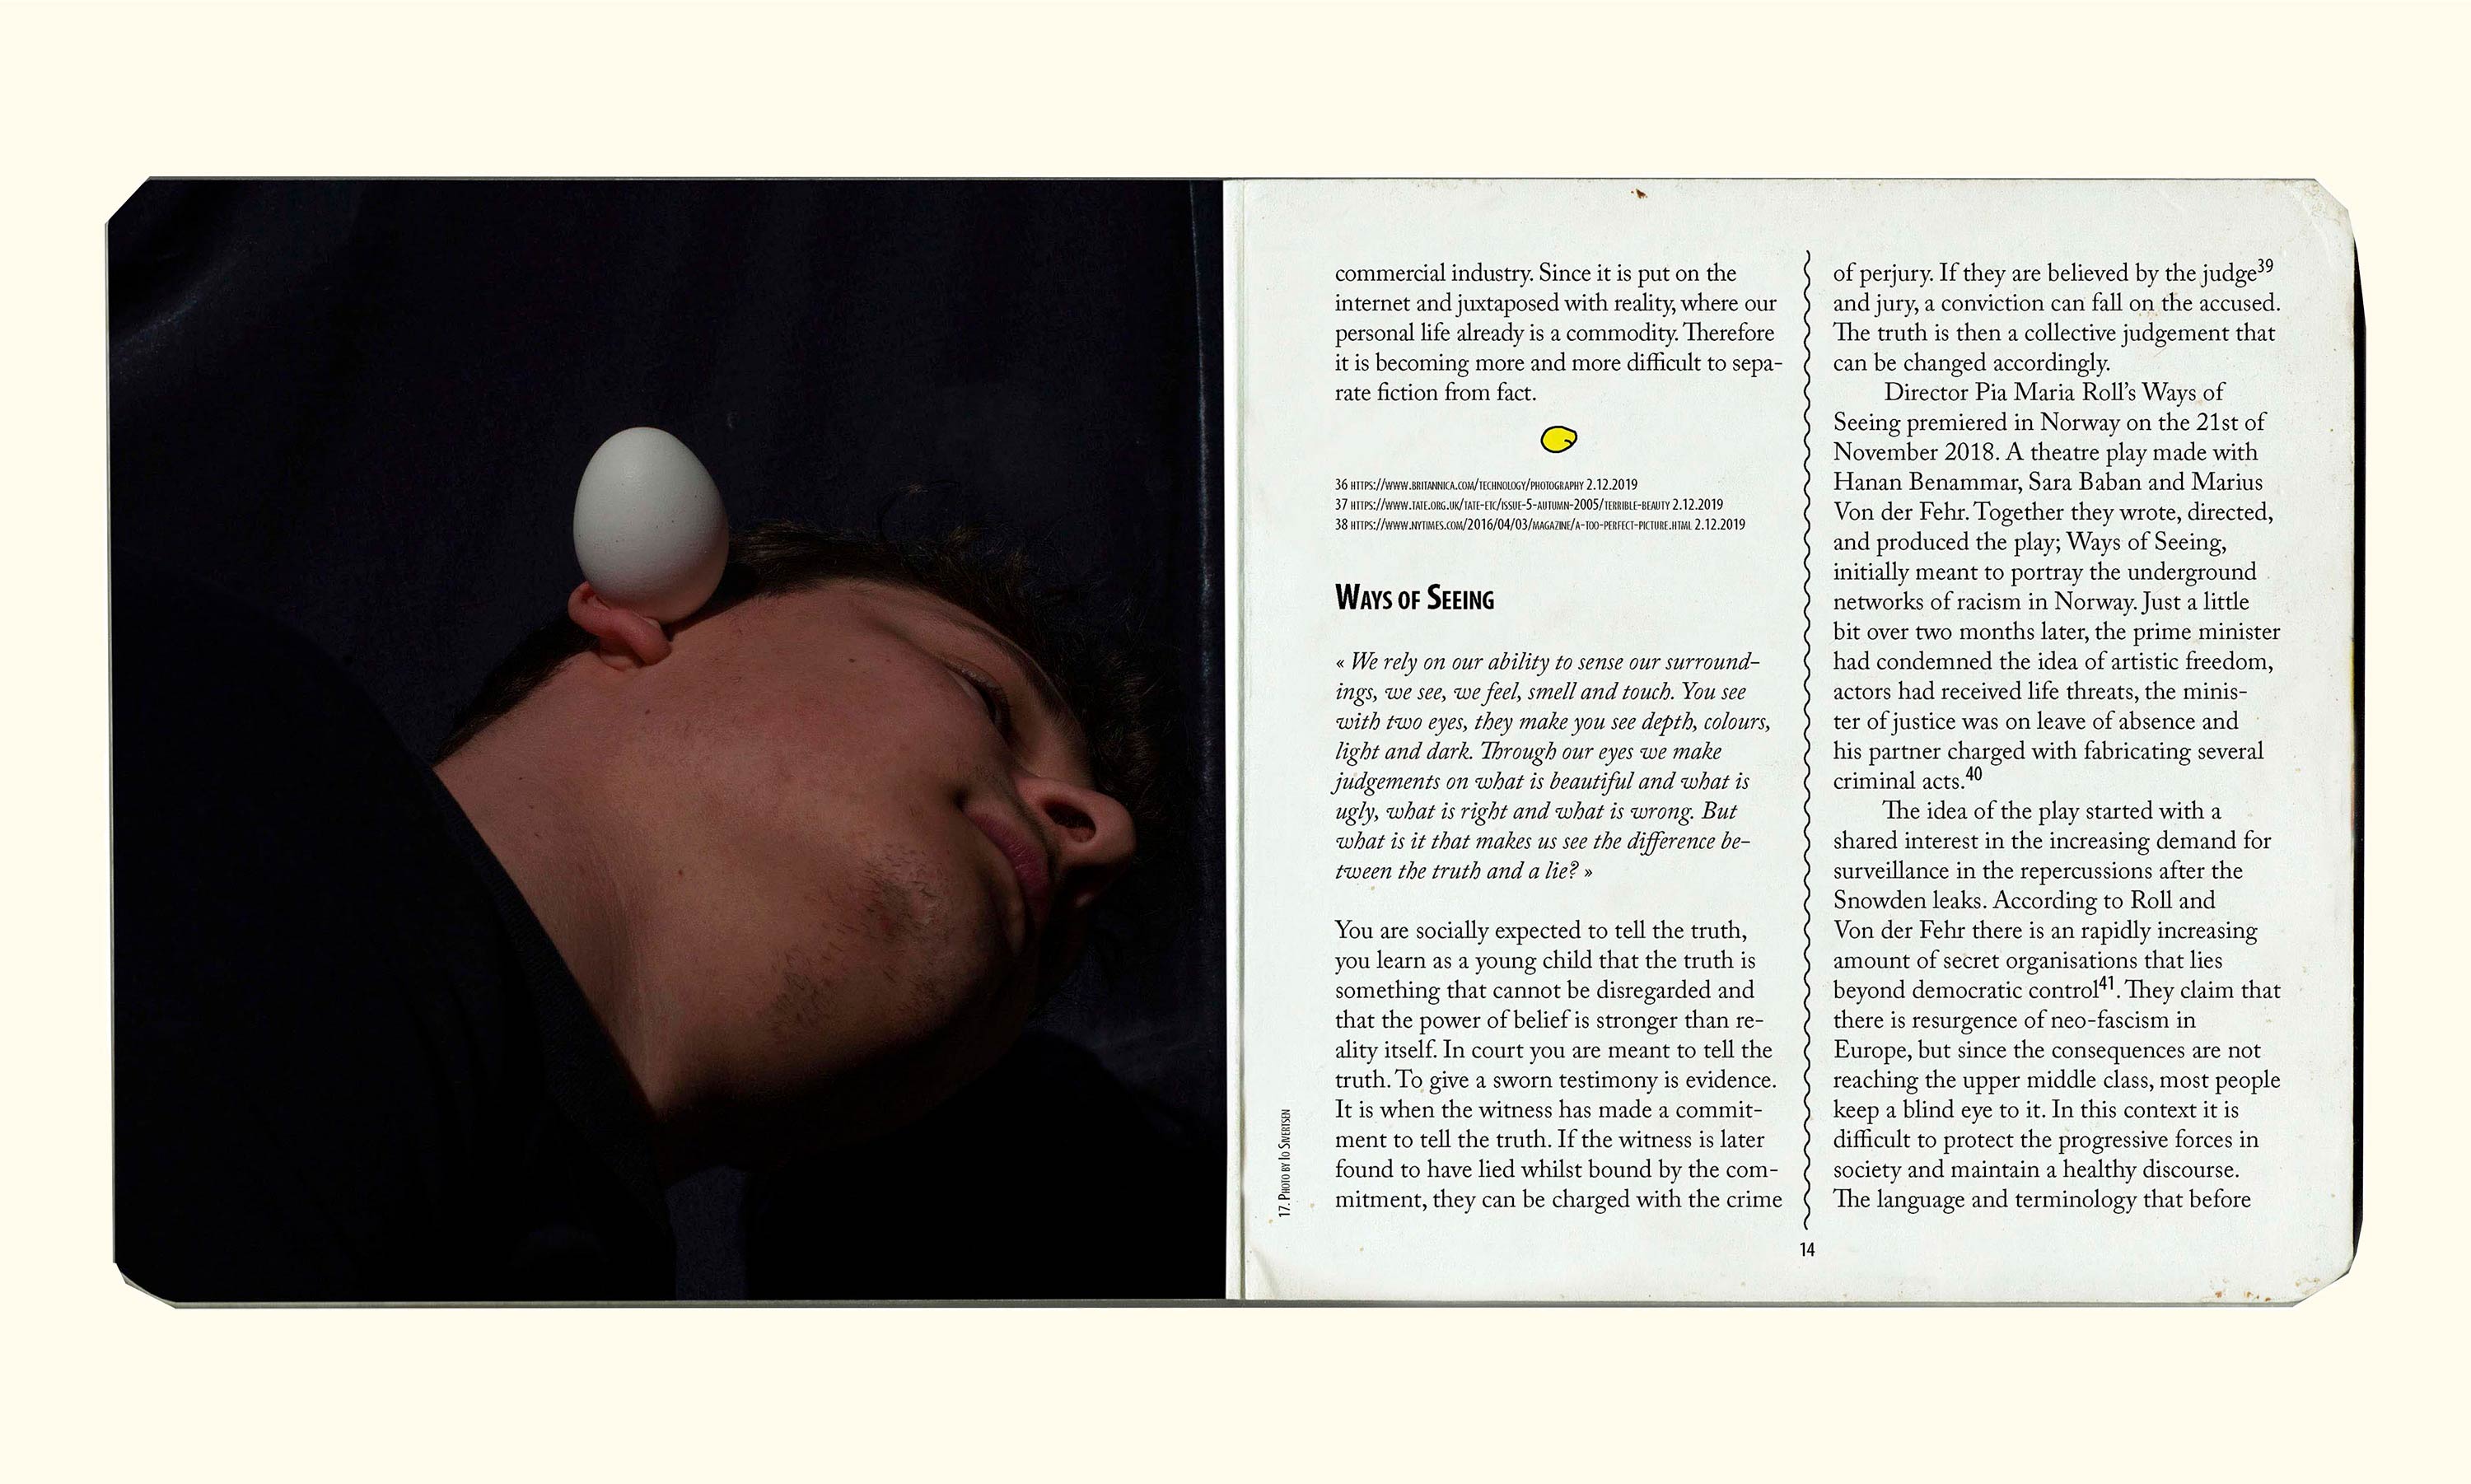 commercial industry. Since it is put on the
internet and juxtaposed with reality, where our
personal life already is a commodity. Therefore
it is becoming more and more difficult to sepa-
rate fiction from fact.
36 HTTPS://WWW.BRITANNICA.COM/TECHNOLOGY/PHOTOGRAPHY 2.12.2019
37 HTTPS://WWW.TATE.ORG.UK/TATE-ETC/ISSUE-5-AUTUMN-2005/TERRIBLE-BEAUTY 2.12.2019
38 HTTPS://WWW.NYTIMES.COM/2016/04/03/MAGAZINE/A-TOO-PERFECT-PICTURE.HTML 2.12.2019
WAYS OF SEEING
« We rely on our ability to sense our surround-
ings, we see, we feel, smell and touch. You see
with two eyes, they make you see depth, colours,
light and dark. Through our eyes we make
judgements on what is beautiful and what is
ugly, what is right and what is wrong. But
what is it that makes us see the difference be-
tween the truth and a lie? »
You are socially expected to tell the truth,
you learn as a young child that the truth is
something that cannot be disregarded and
that the power of belief is stronger than re-
ality itself. In court you are meant to tell the
truth. To give a sworn testimony is evidence.
It is when the witness has made a commit-
ment to tell the truth. If the witness is later
found to have lied whilst bound by the com-
mitment, they can be charged with the crime
of perjury. If they are believed by the judge39
and jury, a conviction can fall on the accused.
The truth is then a collective judgement that
can be changed accordingly.
Director Pia Maria Roll's Ways of
Seeing premiered in Norway on the 21st of
November 2018. A theatre play made with
Hanan Benammar, Sara Baban and Marius
Von der Fehr. Together they wrote, directed,
and produced the play; Ways of Seeing,
initially meant to portray the underground
networks of racism in Norway. Just a little
bit over two months later, the prime minister
had condemned the idea of artistic freedom,
actors had received life threats, the minis-
ter of justice was on leave of absence and
his partner charged with fabricating several
criminal acts.40
The idea of the play started with a
shared interest in the increasing demand for
surveillance in the repercussions after the
Snowden leaks. According to Roll and
Von der Fehr there is an rapidly increasing
amount of secret organisations that lies
beyond democratic control41. They claim that
there is resurgence of neo-fascism in
Europe, but since the consequences are not
reaching the upper middle class, most people
keep a blind eye to it. In this context it is
difficult to protect the progressive forces in
society and maintain a healthy discourse.
The language and terminology that before
17. PHOTO BY IO SIVERTSEN
14